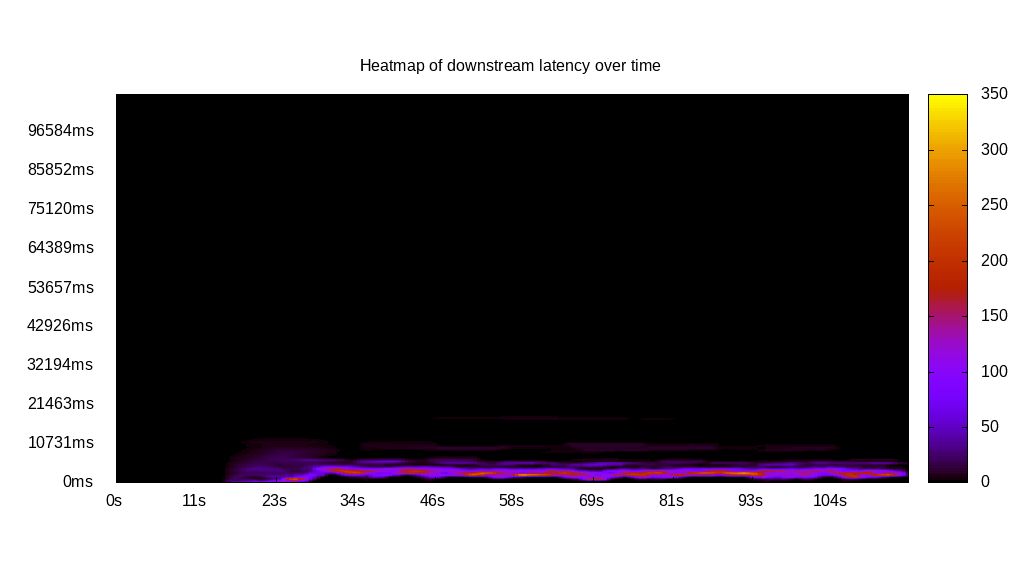 Heatmap of downstream latency over time
96584ms
85852ms
75120ms
64389ms
53657ms
42926ms
32194ms
21463ms
10731ms
0ms
0s 11s 23s 34s 46s 58s 69s 81s 93s 104s
350
300
250
200
150
100
50
0